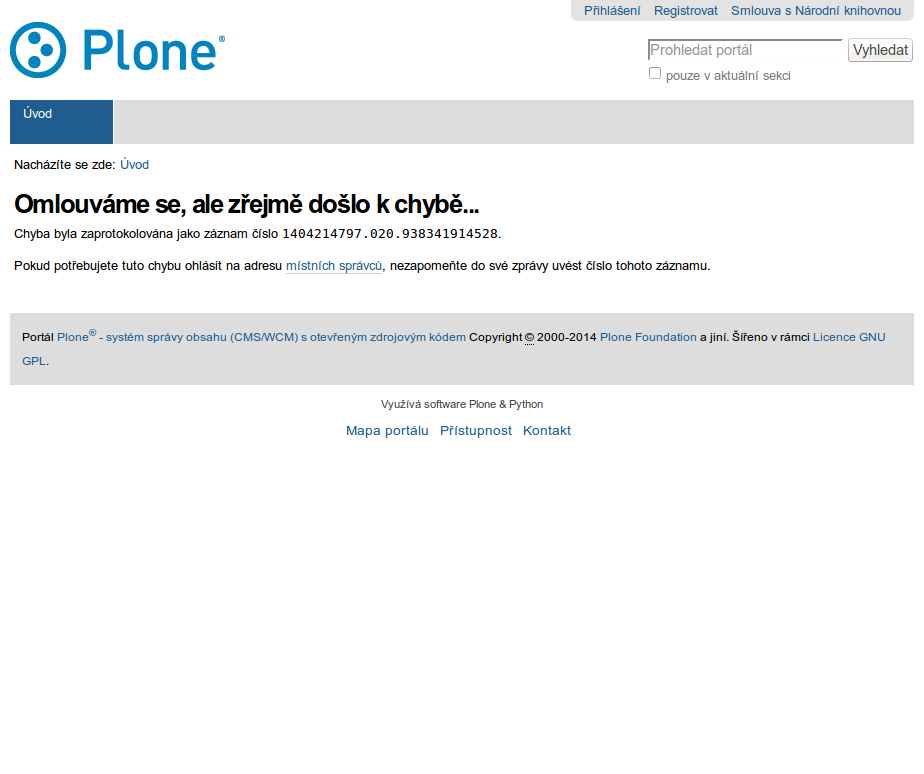 Přihlášení Registrovat Smlouva s Národní knihovnou
Plone®
Prohledat portál Vyhledat
pouze v aktuální sekci
Úvod
Nacházíte se zde: Úvod
Omlouváme se, ale zřejmě došlo k chybě...
Chyba byla zaprotokolována jako záznam číslo 1404214797.020.938341914528.
Pokud potřebujete tuto chybu ohlásit na adresu místních správců, nezapomeňte do své zprávy uvést číslo tohoto záznamu.
Portál Plone® - systém správy obsahu (CMS/WCM) s otevřeným zdrojovým kódem Copyright © 2000-2014 Plone Foundation a jiní. Šířeno v rámci Licence GNU
GPL.
Využívá software Plone & Python
Mapa portálu Přístupnost Kontakt